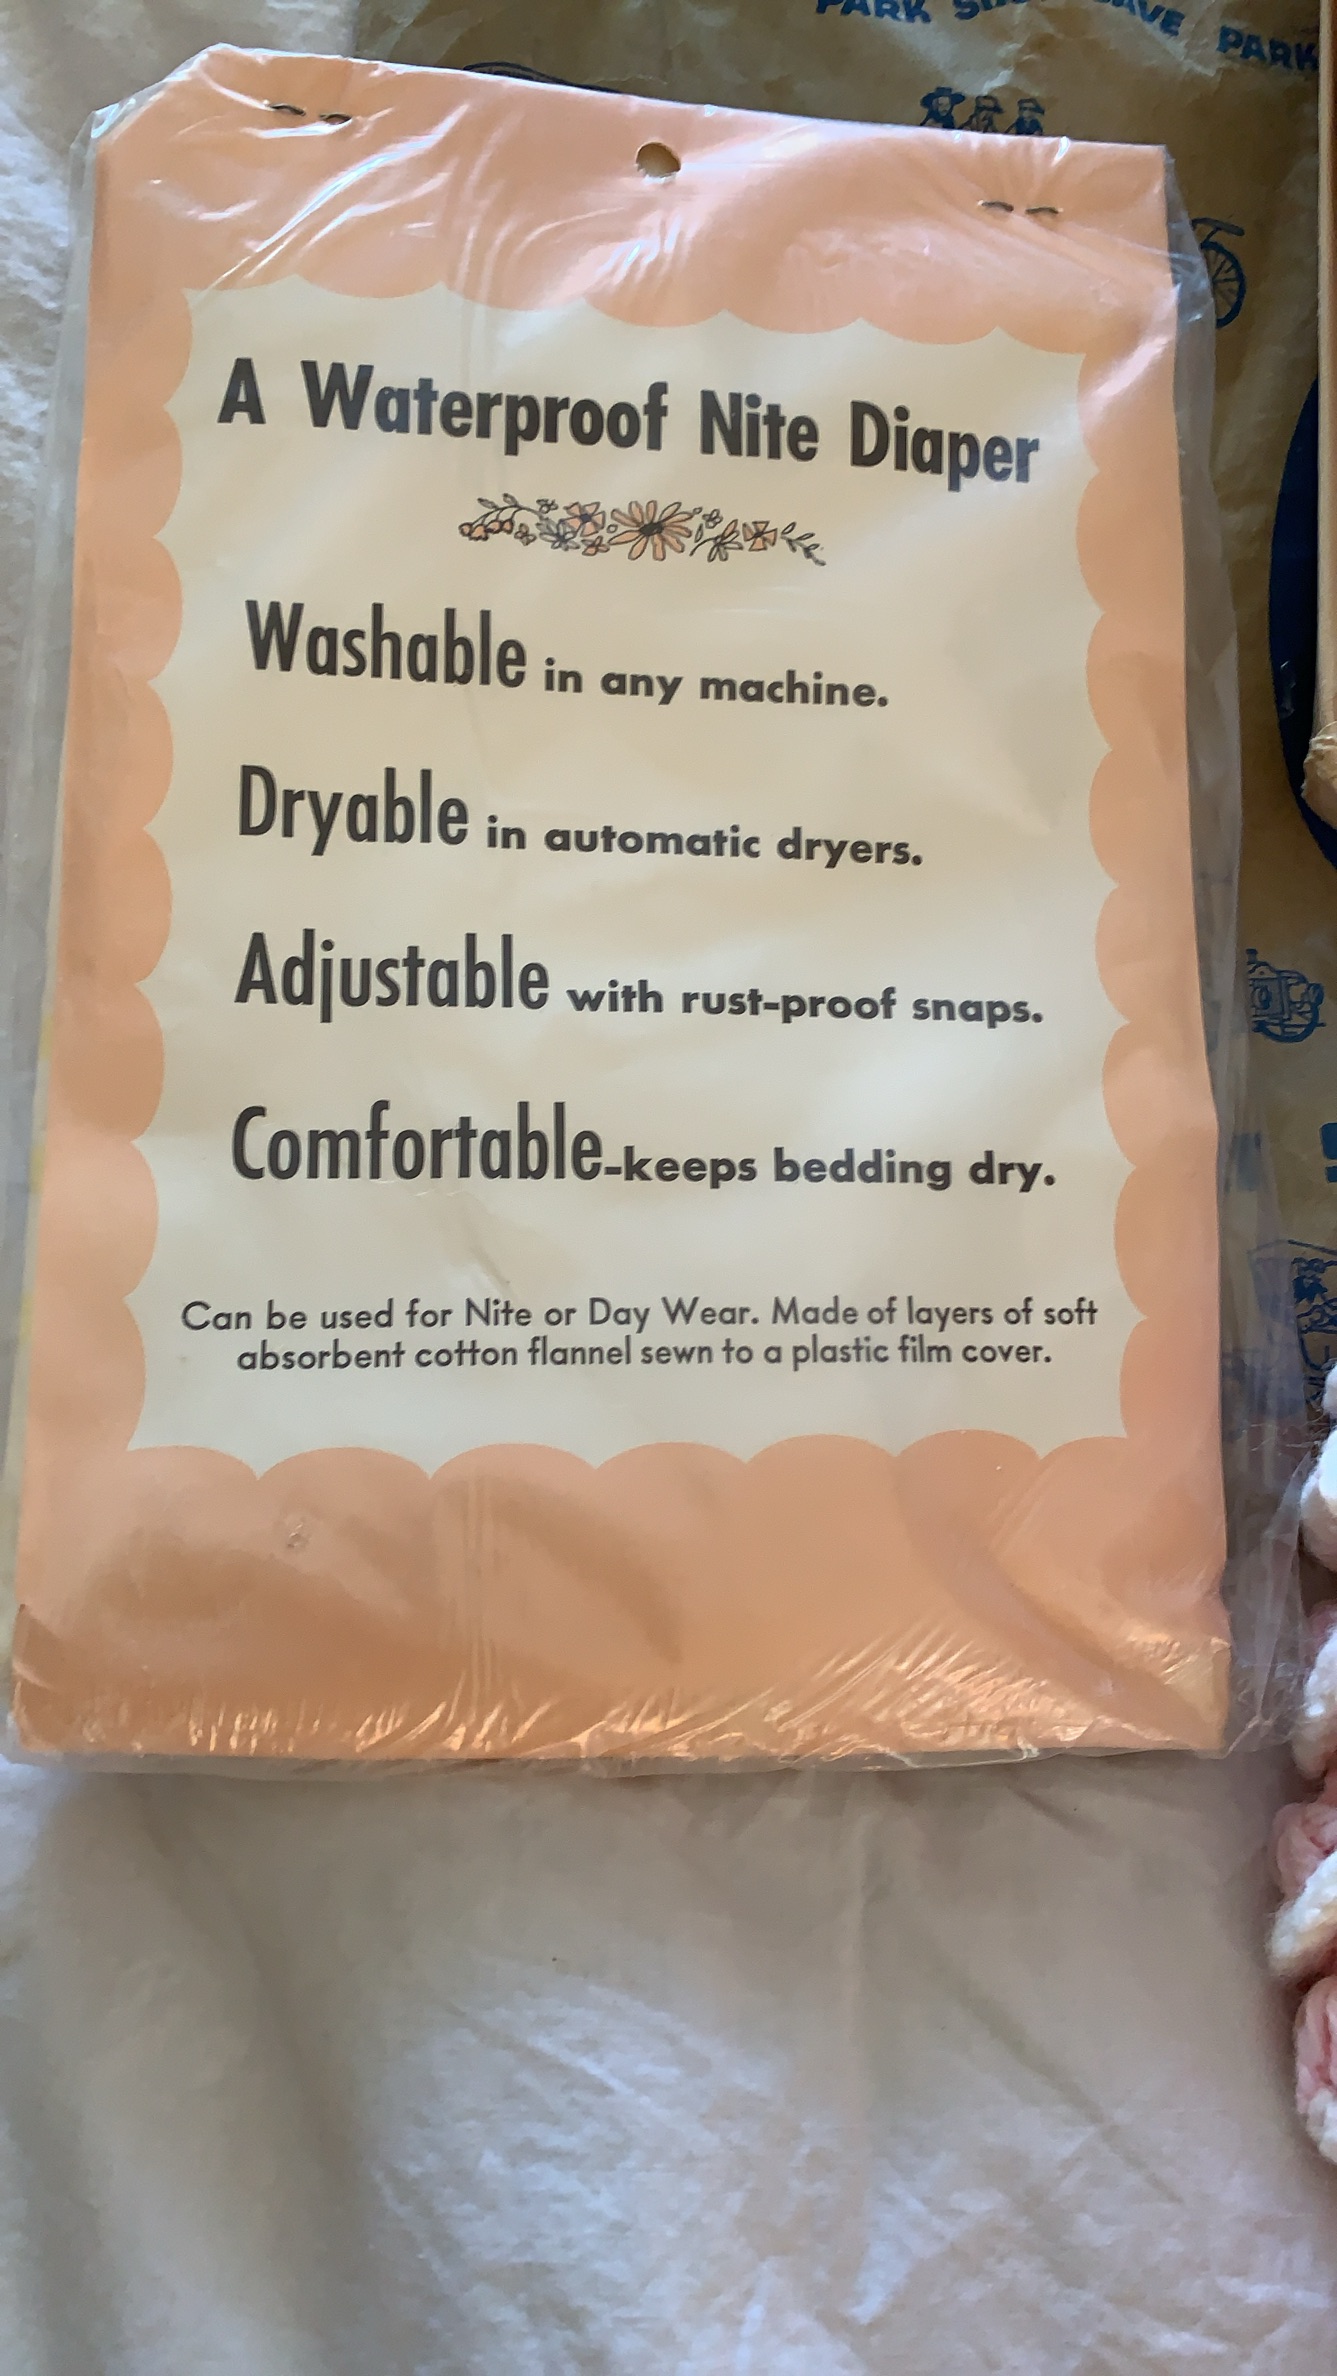 PARK
PARK
A Waterproof Nite Diaper
Washable in any machine.
Dryable in automatic dryers.
Adjustable with rust-proof snaps.
Comfortable-keeps bedding dry.
Can be used for Nite or Day Wear. Made of layers of soft
absorbent cotton flannel sewn to a plastic film cover.